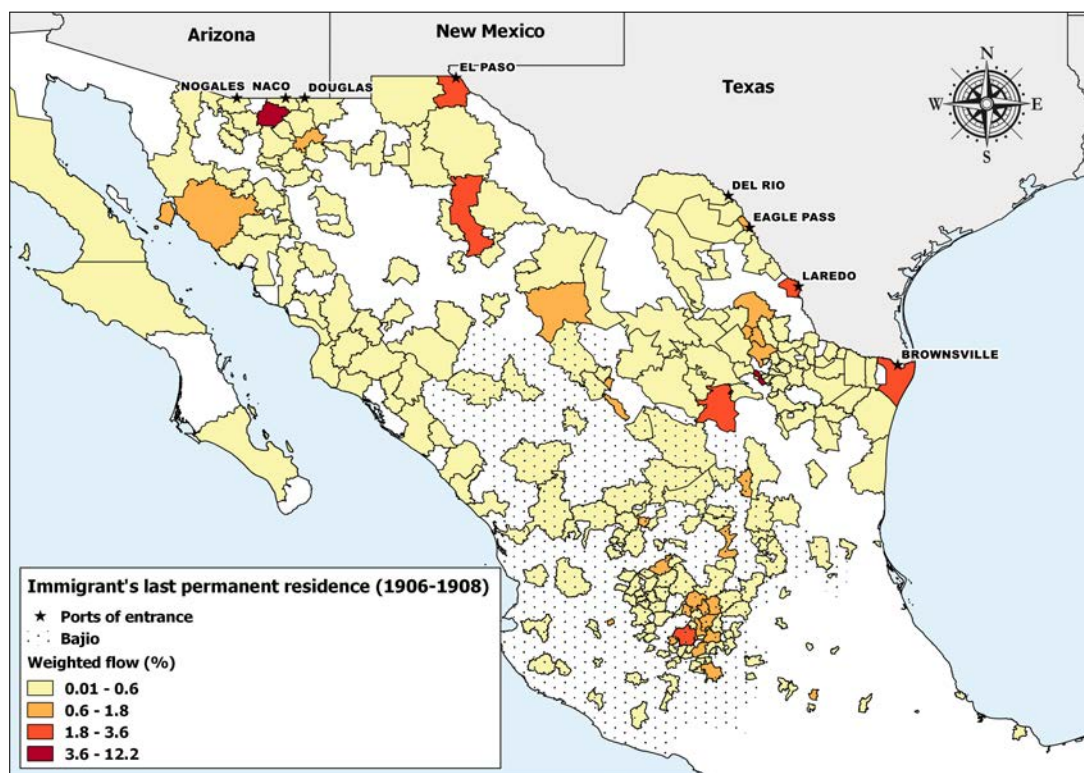 Arizona
New Mexico
Texas
EL PASO
NOGALES
NACO
DOUGLAS
N
W
E
S
DEL RIO
EAGLE PASS
LAREDO
BROWNSVILLE
Immigrant's last permanent residence (1906-1908)
Ports of entrance
Bajio
Weighted flow (%)
0.01 - 0.6
0.6 - 1.8
1.8 - 3.6
3.6 - 12.2